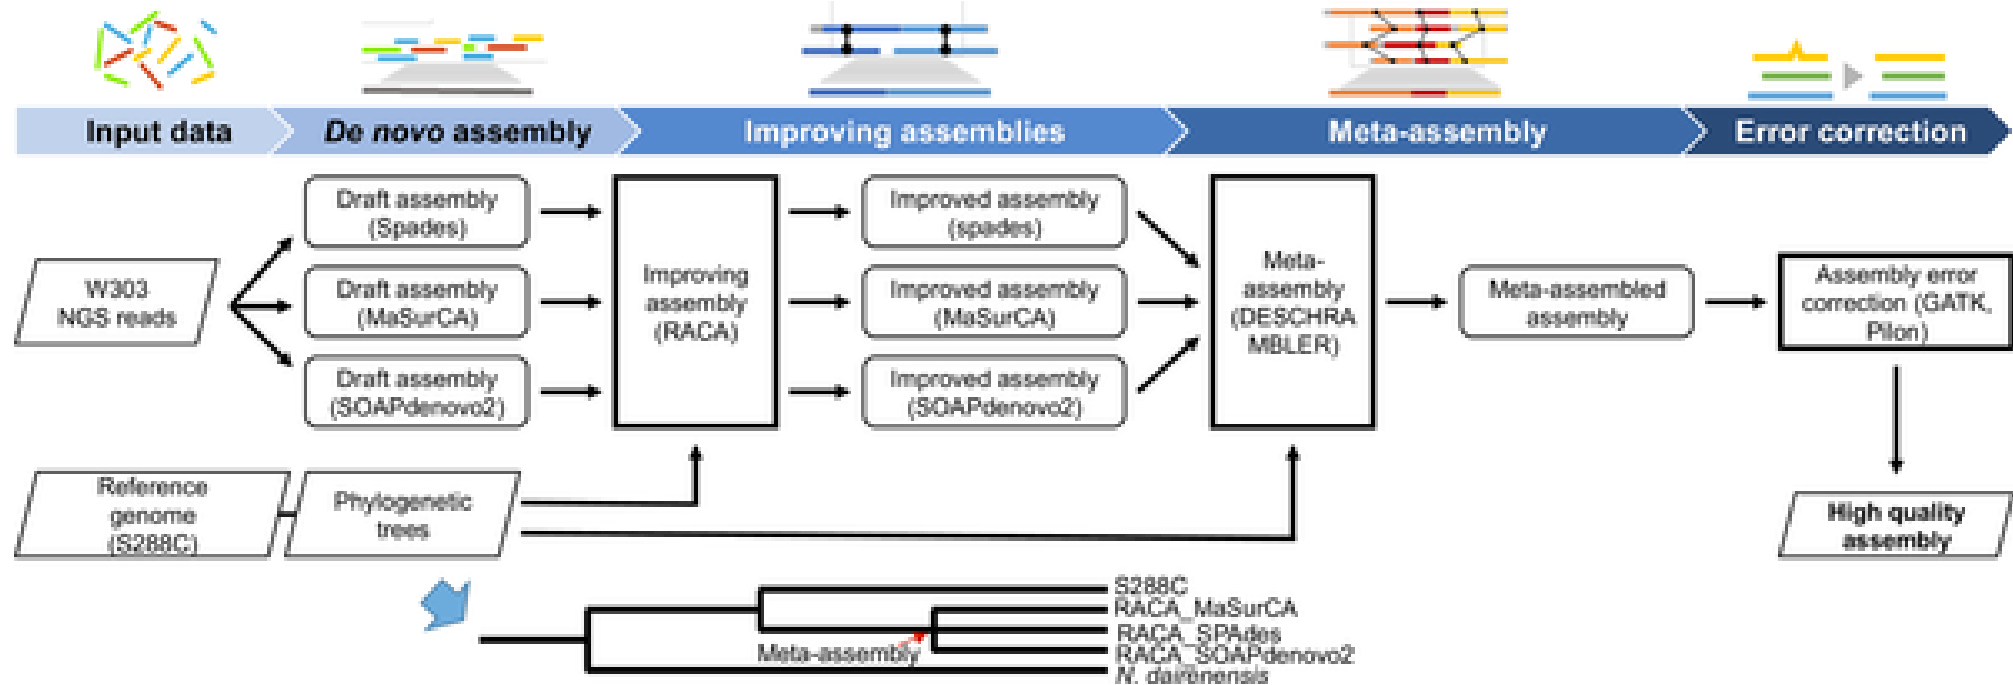 Input data
De novo assembly
Improving assemblies
Meta-assembly
Error correction
W303
NGS reads
Draft assembly
(Spades)
Draft assembly
(MaSurCA)
Draft assembly
(SOAPdenovo2)
Improving
assembly
(RACA)
Improved assembly
(spades)
Improved assembly
(MaSurCA)
Improved assembly
(SOAPdenovo2)
Meta-
assembly
(DESCHRA
MBLER)
Meta-assembled
assembly
Assembly error
correction (GATK,
Pilon)
High quality
assembly
Reference
genome
(S288C)
Phylogenetic
trees
S288C
RACA_MaSurCA
RACA_SPAdes
RACA_SOAPdenovo2
N. dairenensis
Meta-assembly